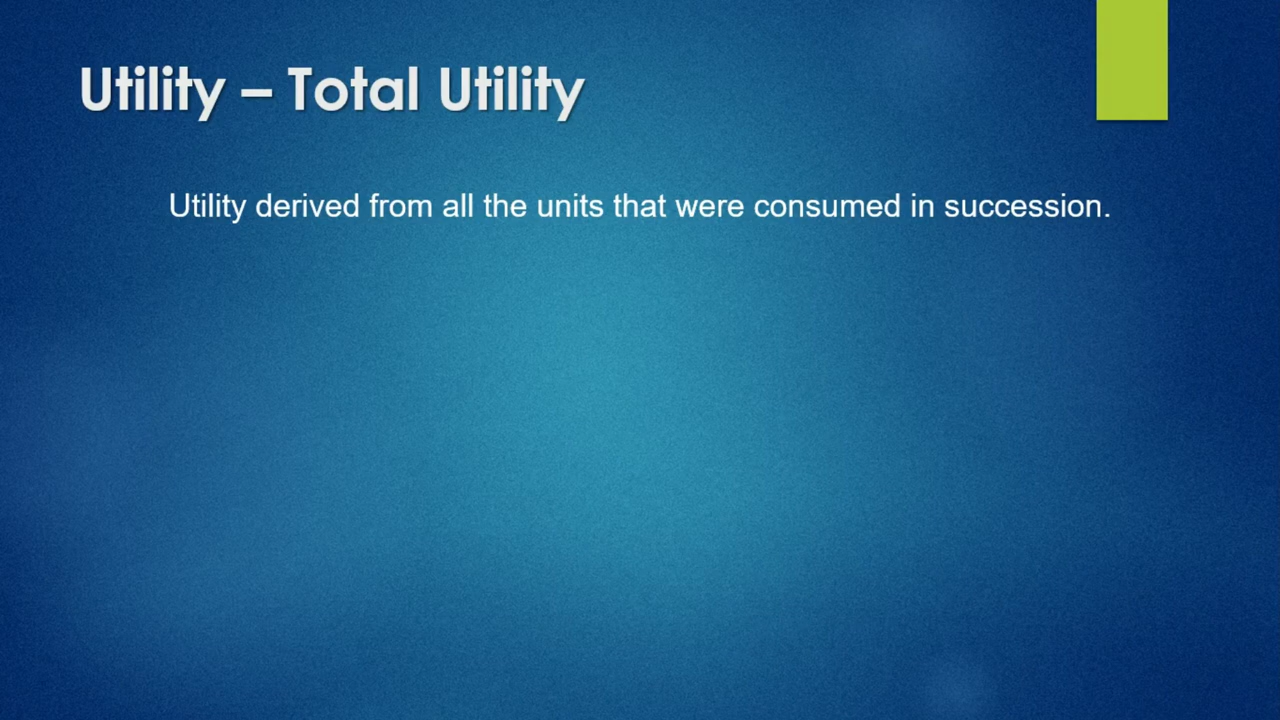 Utility – Total Utility
Utility derived from all the units that were consumed in succession.